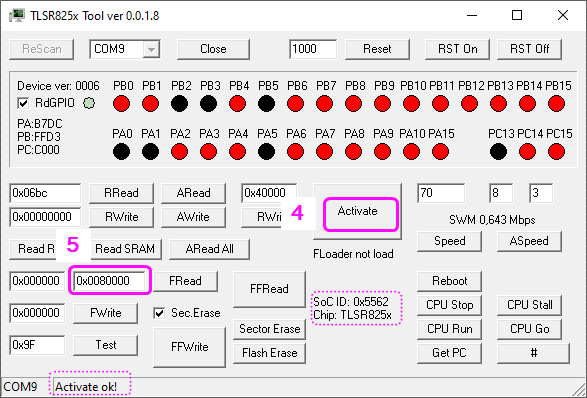 TLSR825x Tool ver 0.0.1.8
ReScan COM9 Close 1000 Reset RST On RST Off
Device ver: 0006 PB0 PB1 PB2 PB3 PB4 PB5 PB6 PB7 PB8 PB9 PB10 PB11 PB12 PB13 PB14 PB15
RdGPIO
PA:B7DC
PB:FFD3
PC:C000
PA0 PA1 PA2 PA3 PA4 PA5 PA6 PA7 PA8 PA9 PA10 PA15 PC13 PC14 PC15
0x06bc RRead ARead 0x40000 Activate 70 8 3
0x00000000 RWrite AWrite 4 SWM 0,643 Mbps
5 Read SRAM ARead All FLoader not load Speed ASpeed
0x000000 0x0080000 FRead FFRead Reboot
SoC ID: 0x5562
Chip: TLSR825x
CPU Stop CPU Stall
0x000000 FWrite Sec.Erase
Sector Erase CPU Run CPU Go
0x9F Test FFWrite Flash Erase Get PC #
COM9 Activate ok!